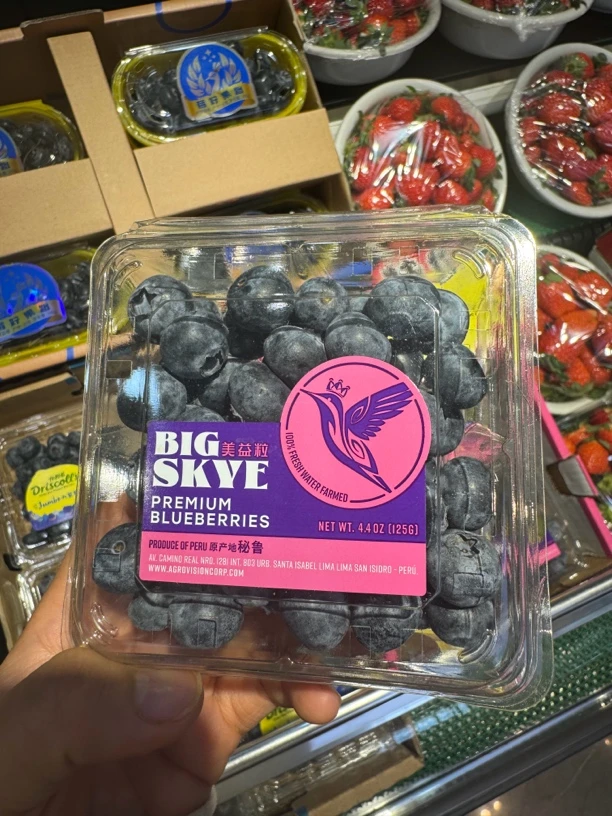 BIG 美益粒
SKYE
PREMIUM
BLUEBERRIES
100% FRESH WATER FARMED
NET WT. 4.4 OZ (125G)
PRODUCE OF PERU 原产地秘鲁
AV. CAMINO REAL NRO. 1281 INT. 803 URB. SANTA ISABEL LIMA LIMA SAN ISIDRO - PERU.
WWW.AGROVISIONCORP.COM
Driscoll's
Jumbo